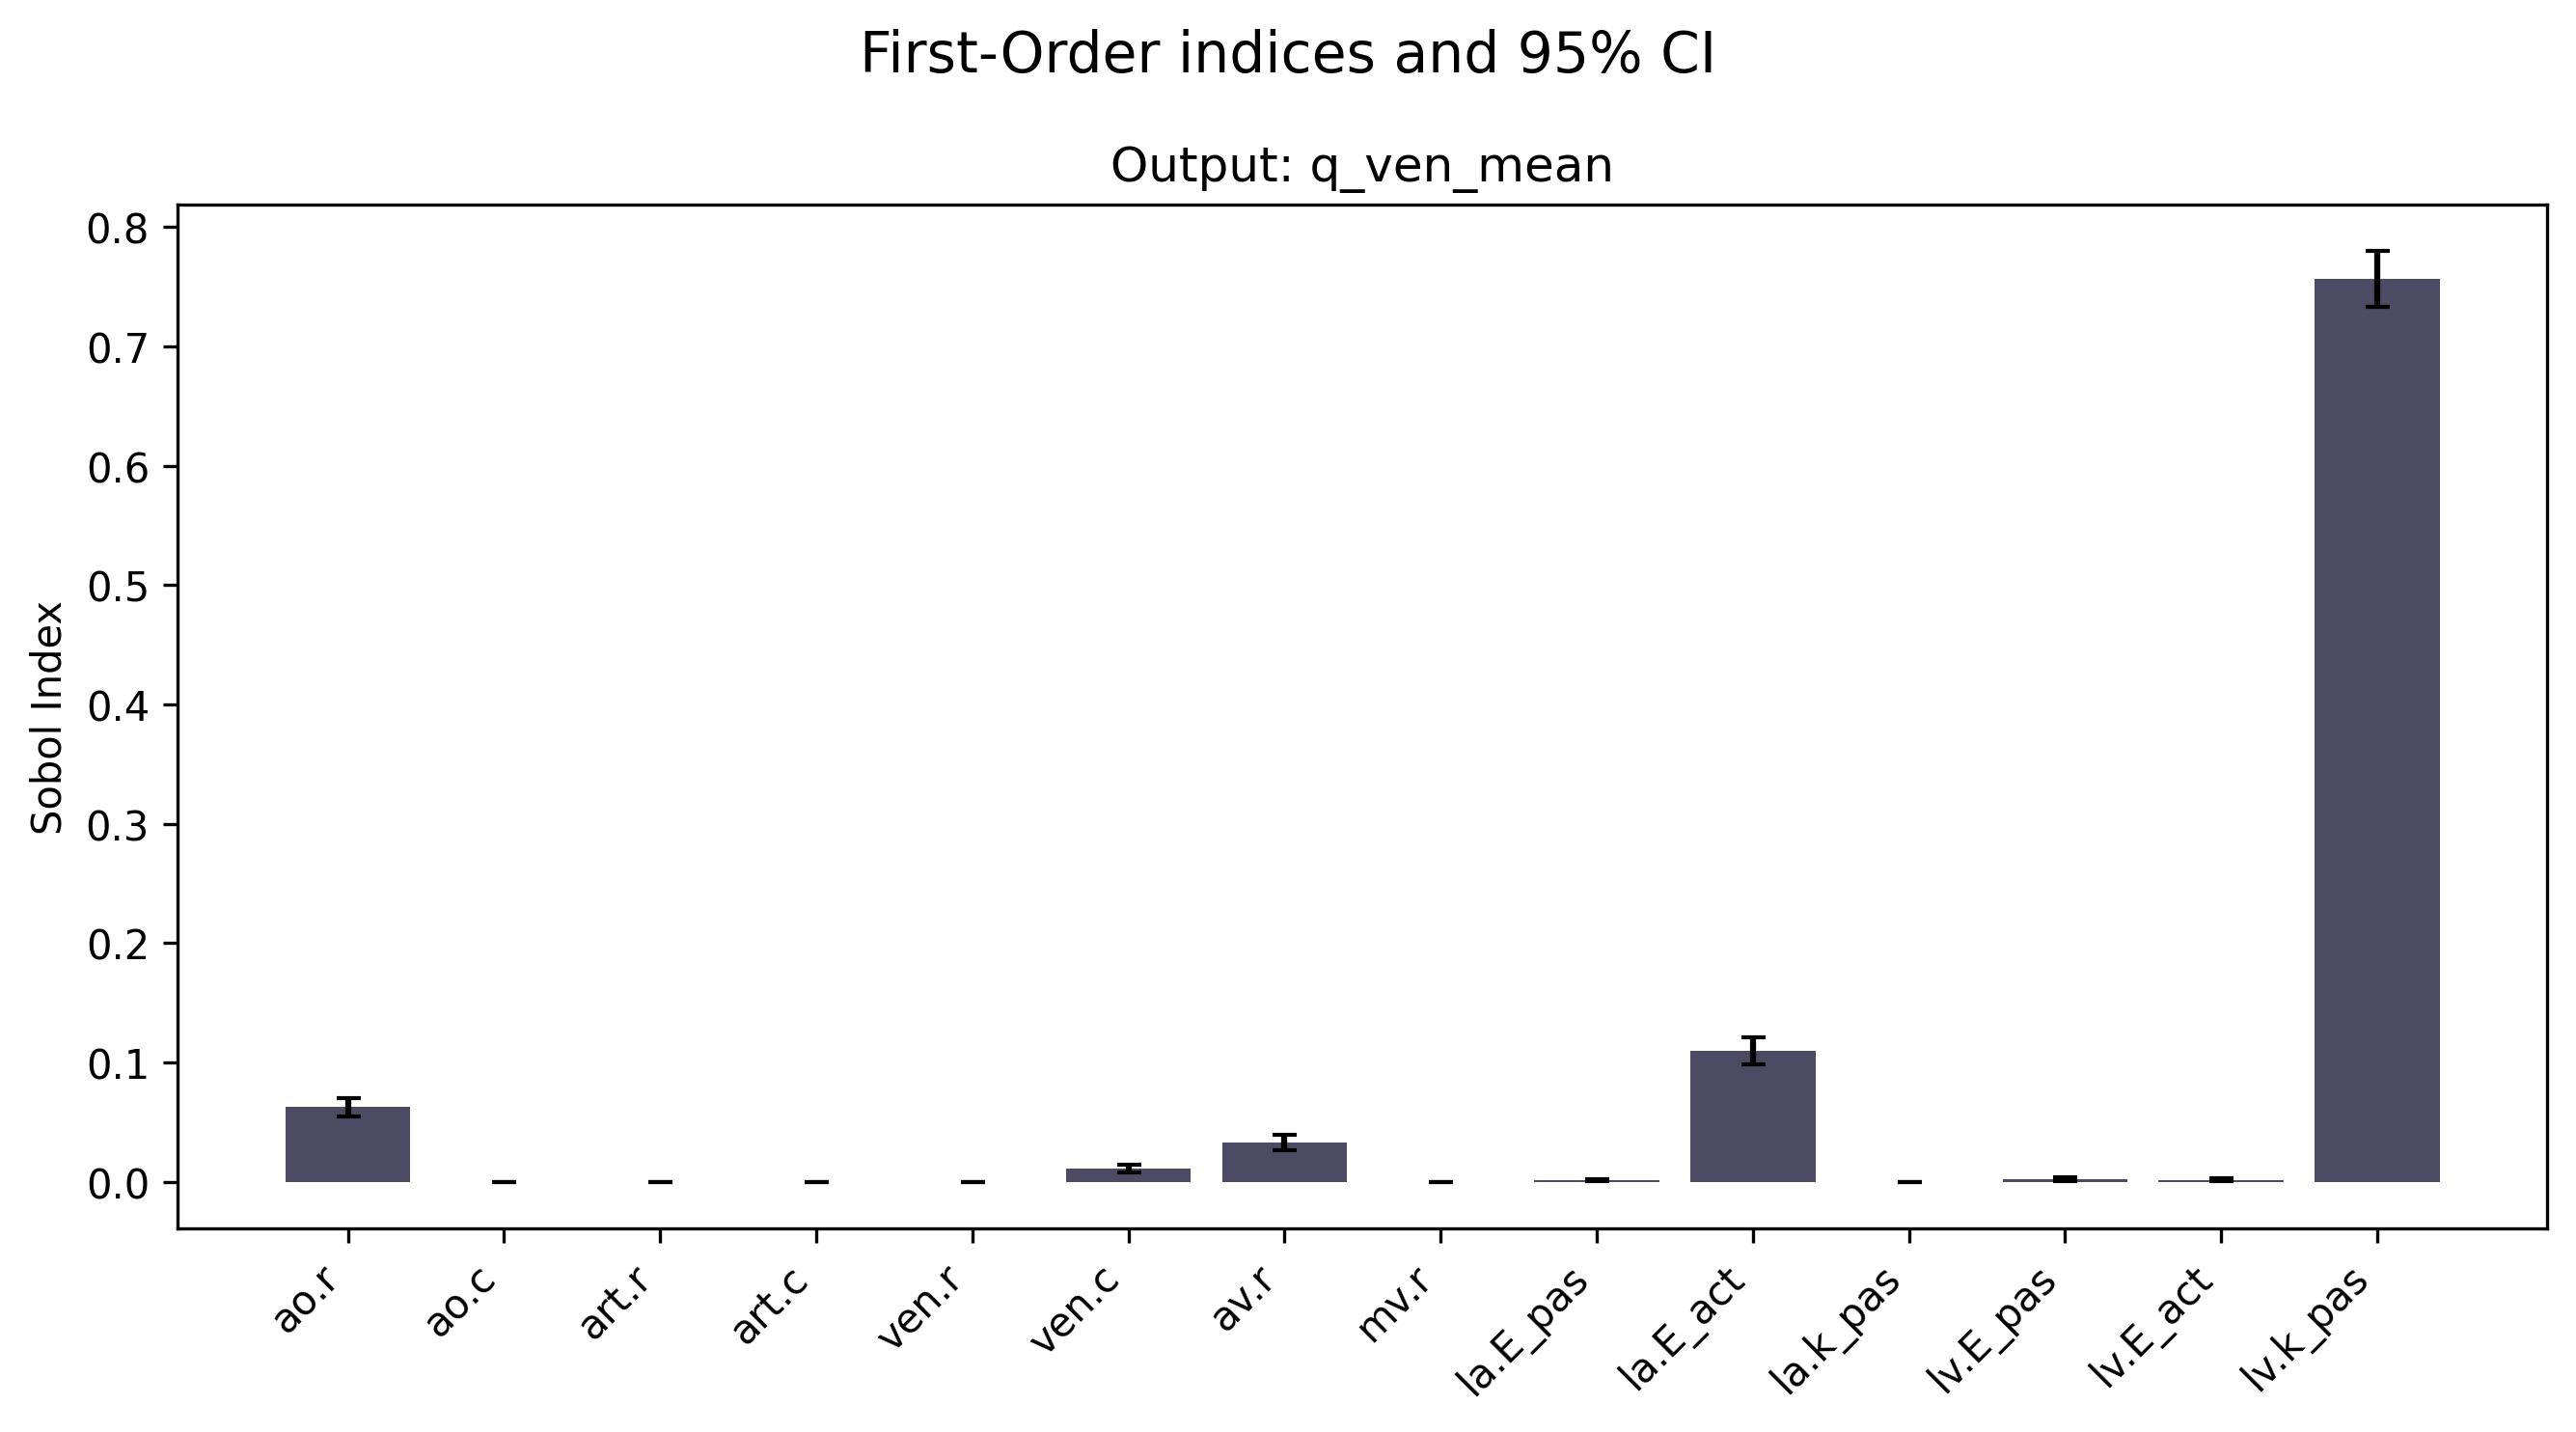 First-Order indices and 95% CI
Output: q_ven_mean
Sobol Index
0.8
0.7
0.6
0.5
0.4
0.3
0.2
0.1
0.0
ao.r
ao.c
art.r
art.c
ven.r
ven.c
av.r
mv.r
la.E_pas
la.E_act
la.k_pas
lv.E_pas
lv.E_act
lv.k_pas